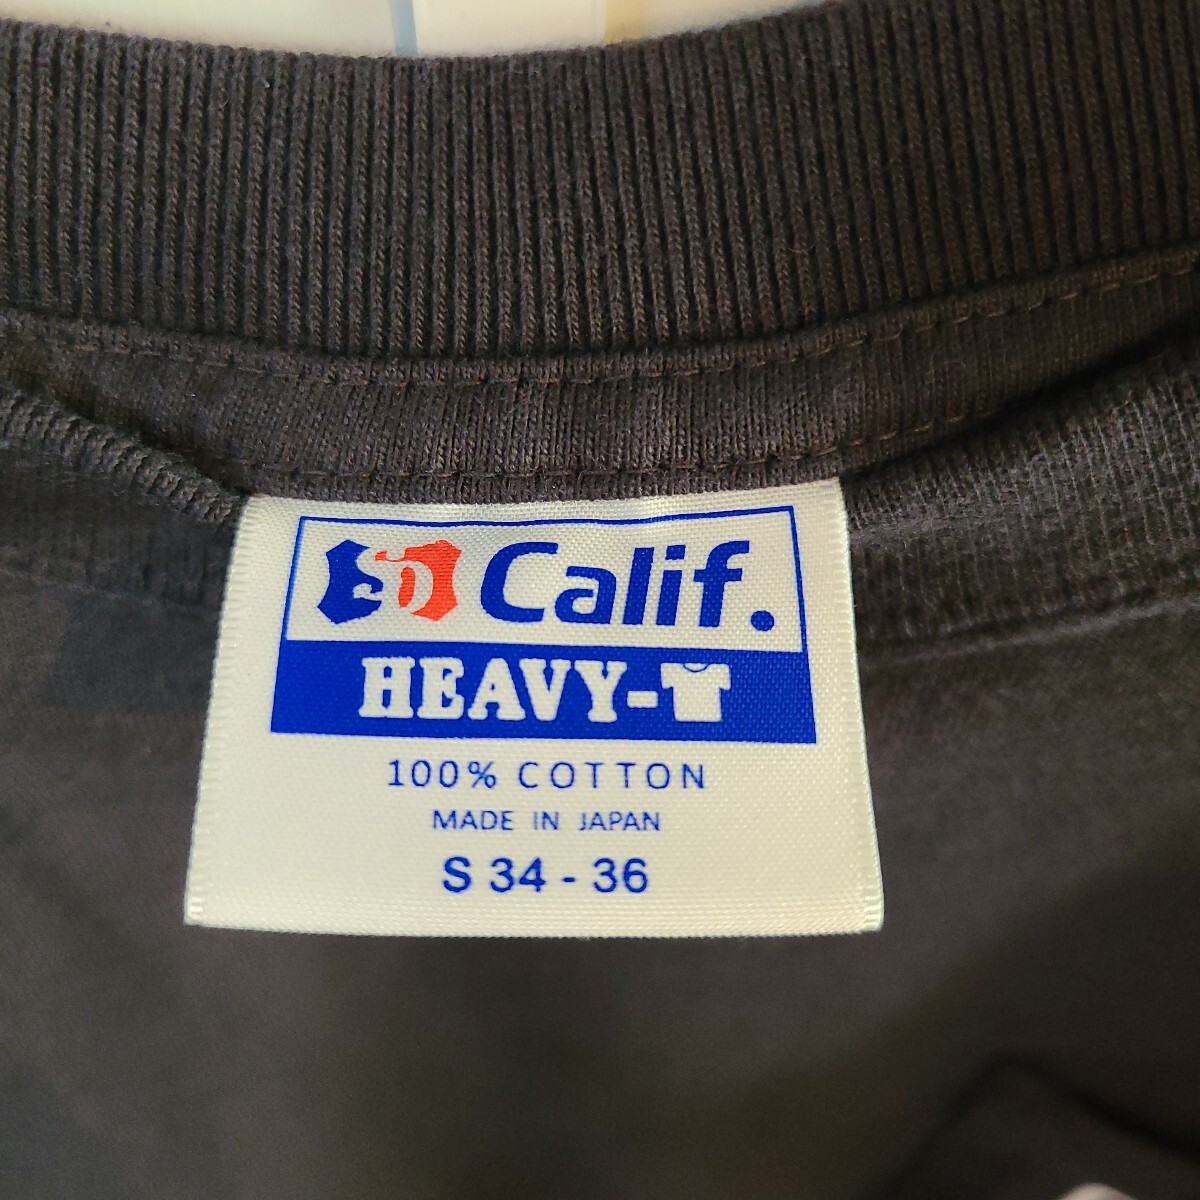 SD Calif.
HEAVY-T
100% COTTON
MADE IN JAPAN
S 34 - 36